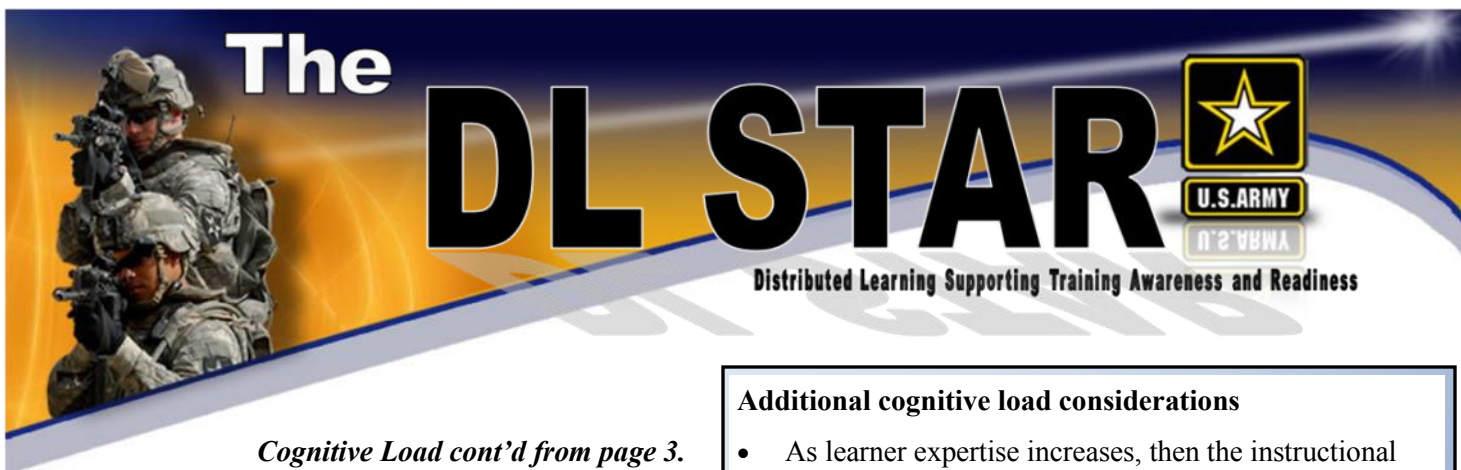 The
DL STAR
U.S.ARMY
Distributed Learning Supporting Training Awareness and Readiness
Cognitive Load cont'd from page 3.
Additional cognitive load considerations
• As learner expertise increases, then the instructional